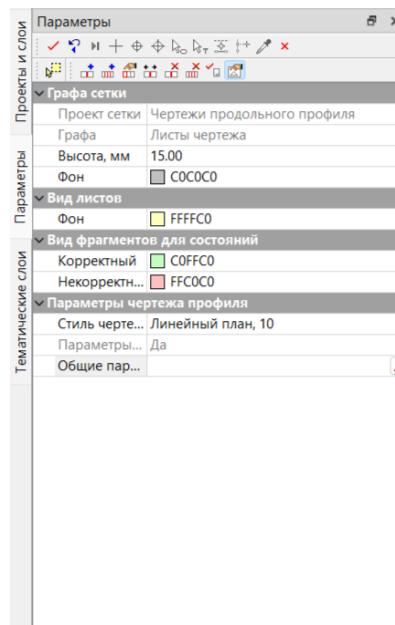 Параметры
Проекты и слои
Параметры
Тематические слои
Графа сетки
Проект сетки Чертежи продольного профиля
Графа Листы чертежа
Высота, мм 15.00
Фон C0C0C0
Вид листов
Фон FFFFC0
Вид фрагментов для состояний
Корректный C0FFC0
Некорректн... FFC0C0
Параметры чертежа профиля
Стиль черте... Линейный план, 10
Параметры... Да
Общие пар...